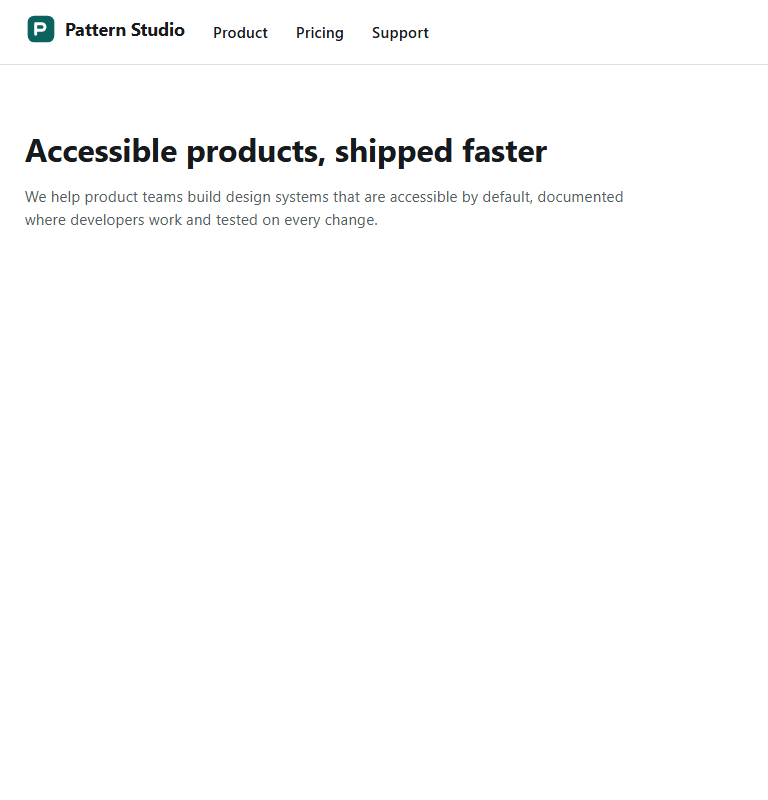 P Pattern Studio Product Pricing Support
Accessible products, shipped faster
We help product teams build design systems that are accessible by default, documented
where developers work and tested on every change.